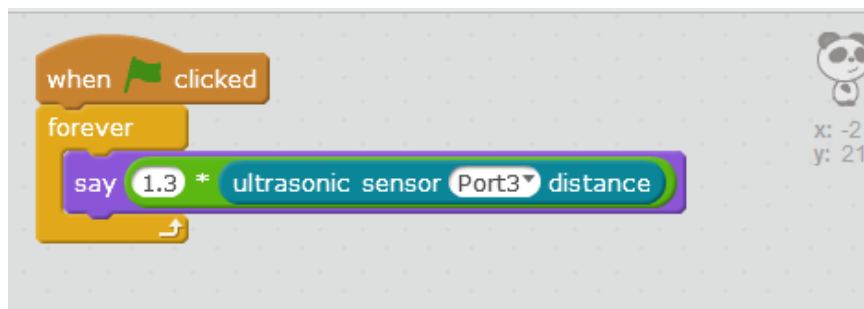 when clicked
forever
say 1.3 * ultrasonic sensor Port3 distance
x: -2
y: 21